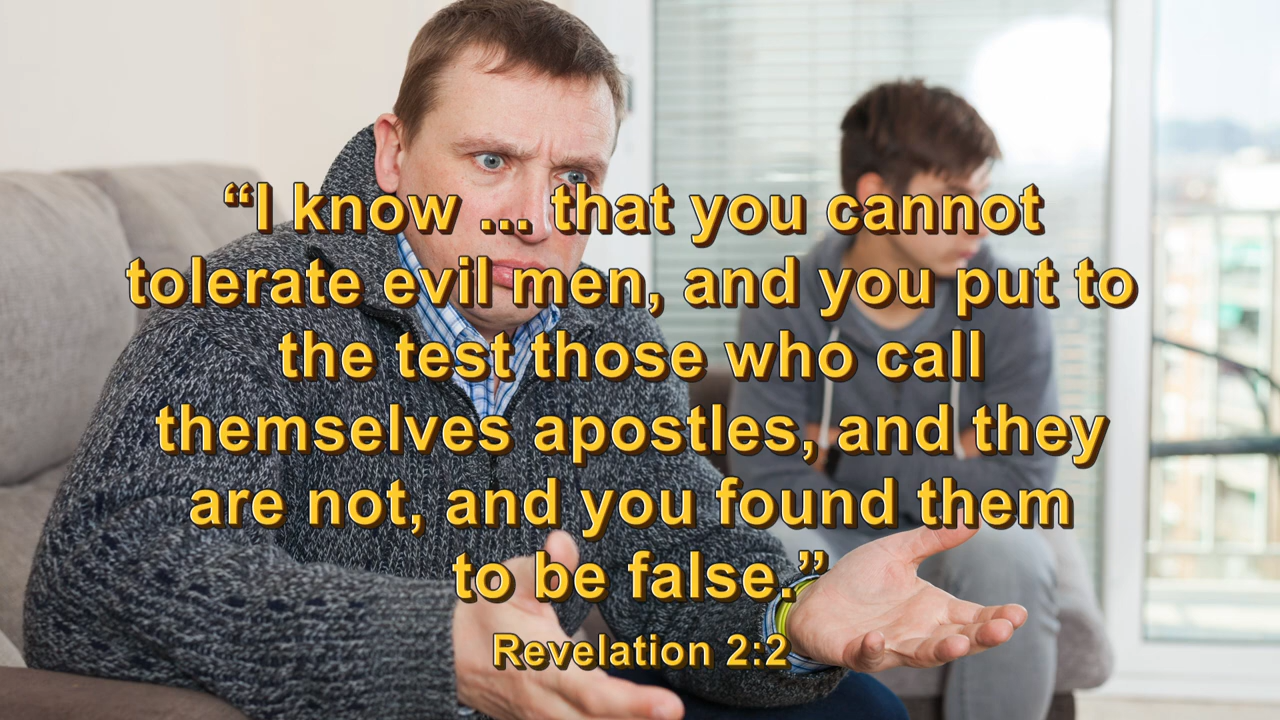 “I know ... that you cannot
tolerate evil men, and you put to
the test those who call
themselves apostles, and they
are not, and you found them
to be false.”
Revelation 2:2